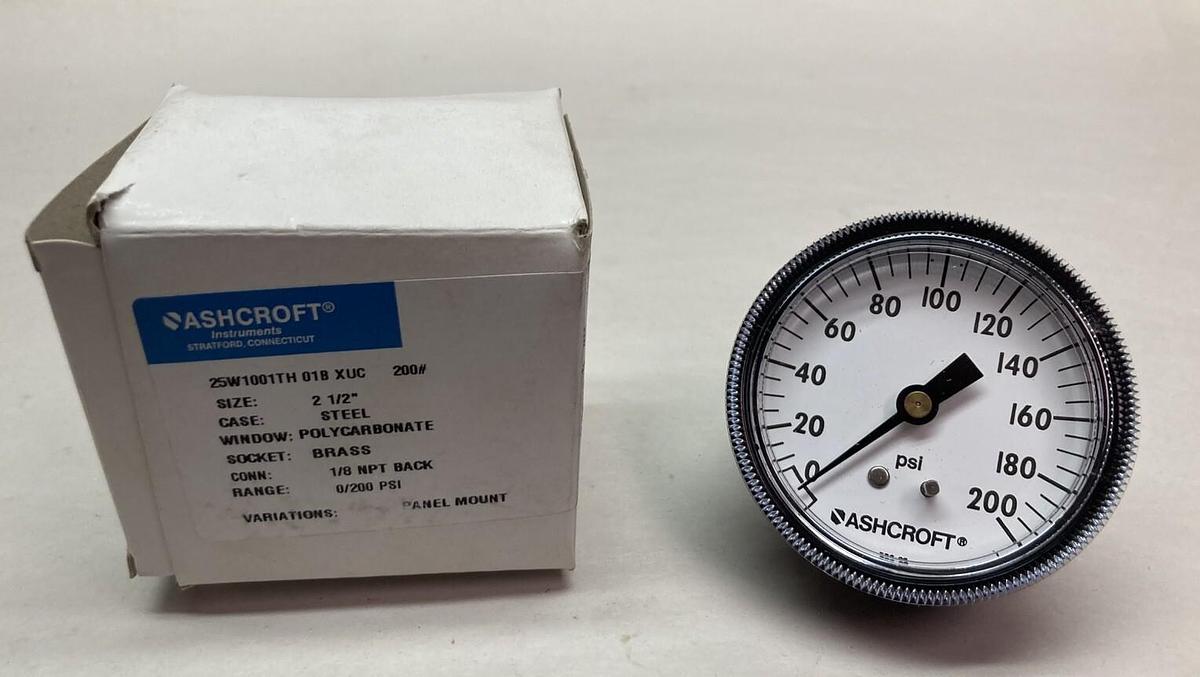 ASHCROFT®
Instruments
STRATFORD, CONNECTICUT
25W1001TH 01B XUC 200#
SIZE: 2 1/2"
CASE: STEEL
WINDOW: POLYCARBONATE
SOCKET: BRASS
CONN: 1/8 NPT BACK
RANGE: 0/200 PSI
VARIATIONS: PANEL MOUNT
0
20
40
60
80
100
120
140
160
180
200
psi
ASHCROFT®